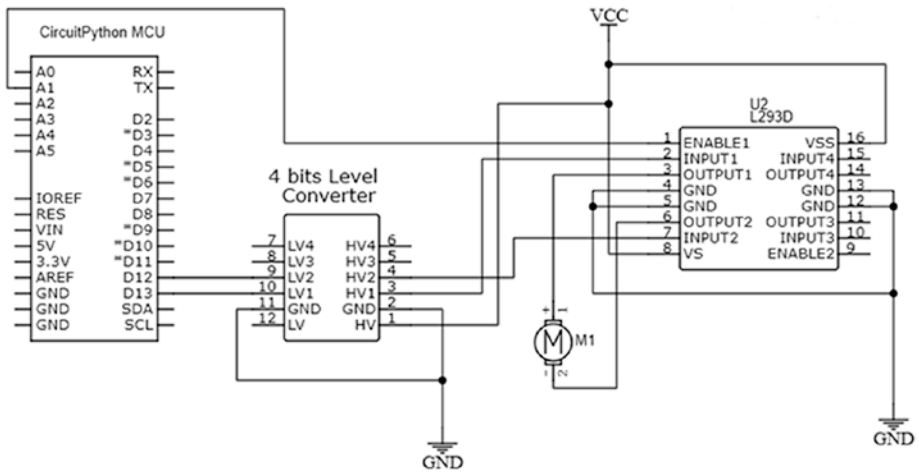 VCC
CircuitPython MCU
A0 RX
A1 TX
A2
A3 D2
A4 *D3
A5 D4
*D5
*D6
IOREF D7
RES D8
VIN *D9
5V *D10
3.3V *D11
AREF D12
GND D13
GND SDA
GND SCL
4 bits Level
Converter
7 LV4 HV4 6
8 LV3 HV3 5
9 LV2 HV2 4
10 LV1 HV1 3
11 GND GND 2
12 LV HV 1
GND
U2
L293D
1 ENABLE1 VSS 16
2 INPUT1 INPUT4 15
3 OUTPUT1 OUTPUT4 14
4 GND GND 13
5 GND GND 12
6 OUTPUT2 OUTPUT3 11
7 INPUT2 INPUT3 10
8 VS ENABLE2 9
+ 1
M M1
- 2
GND